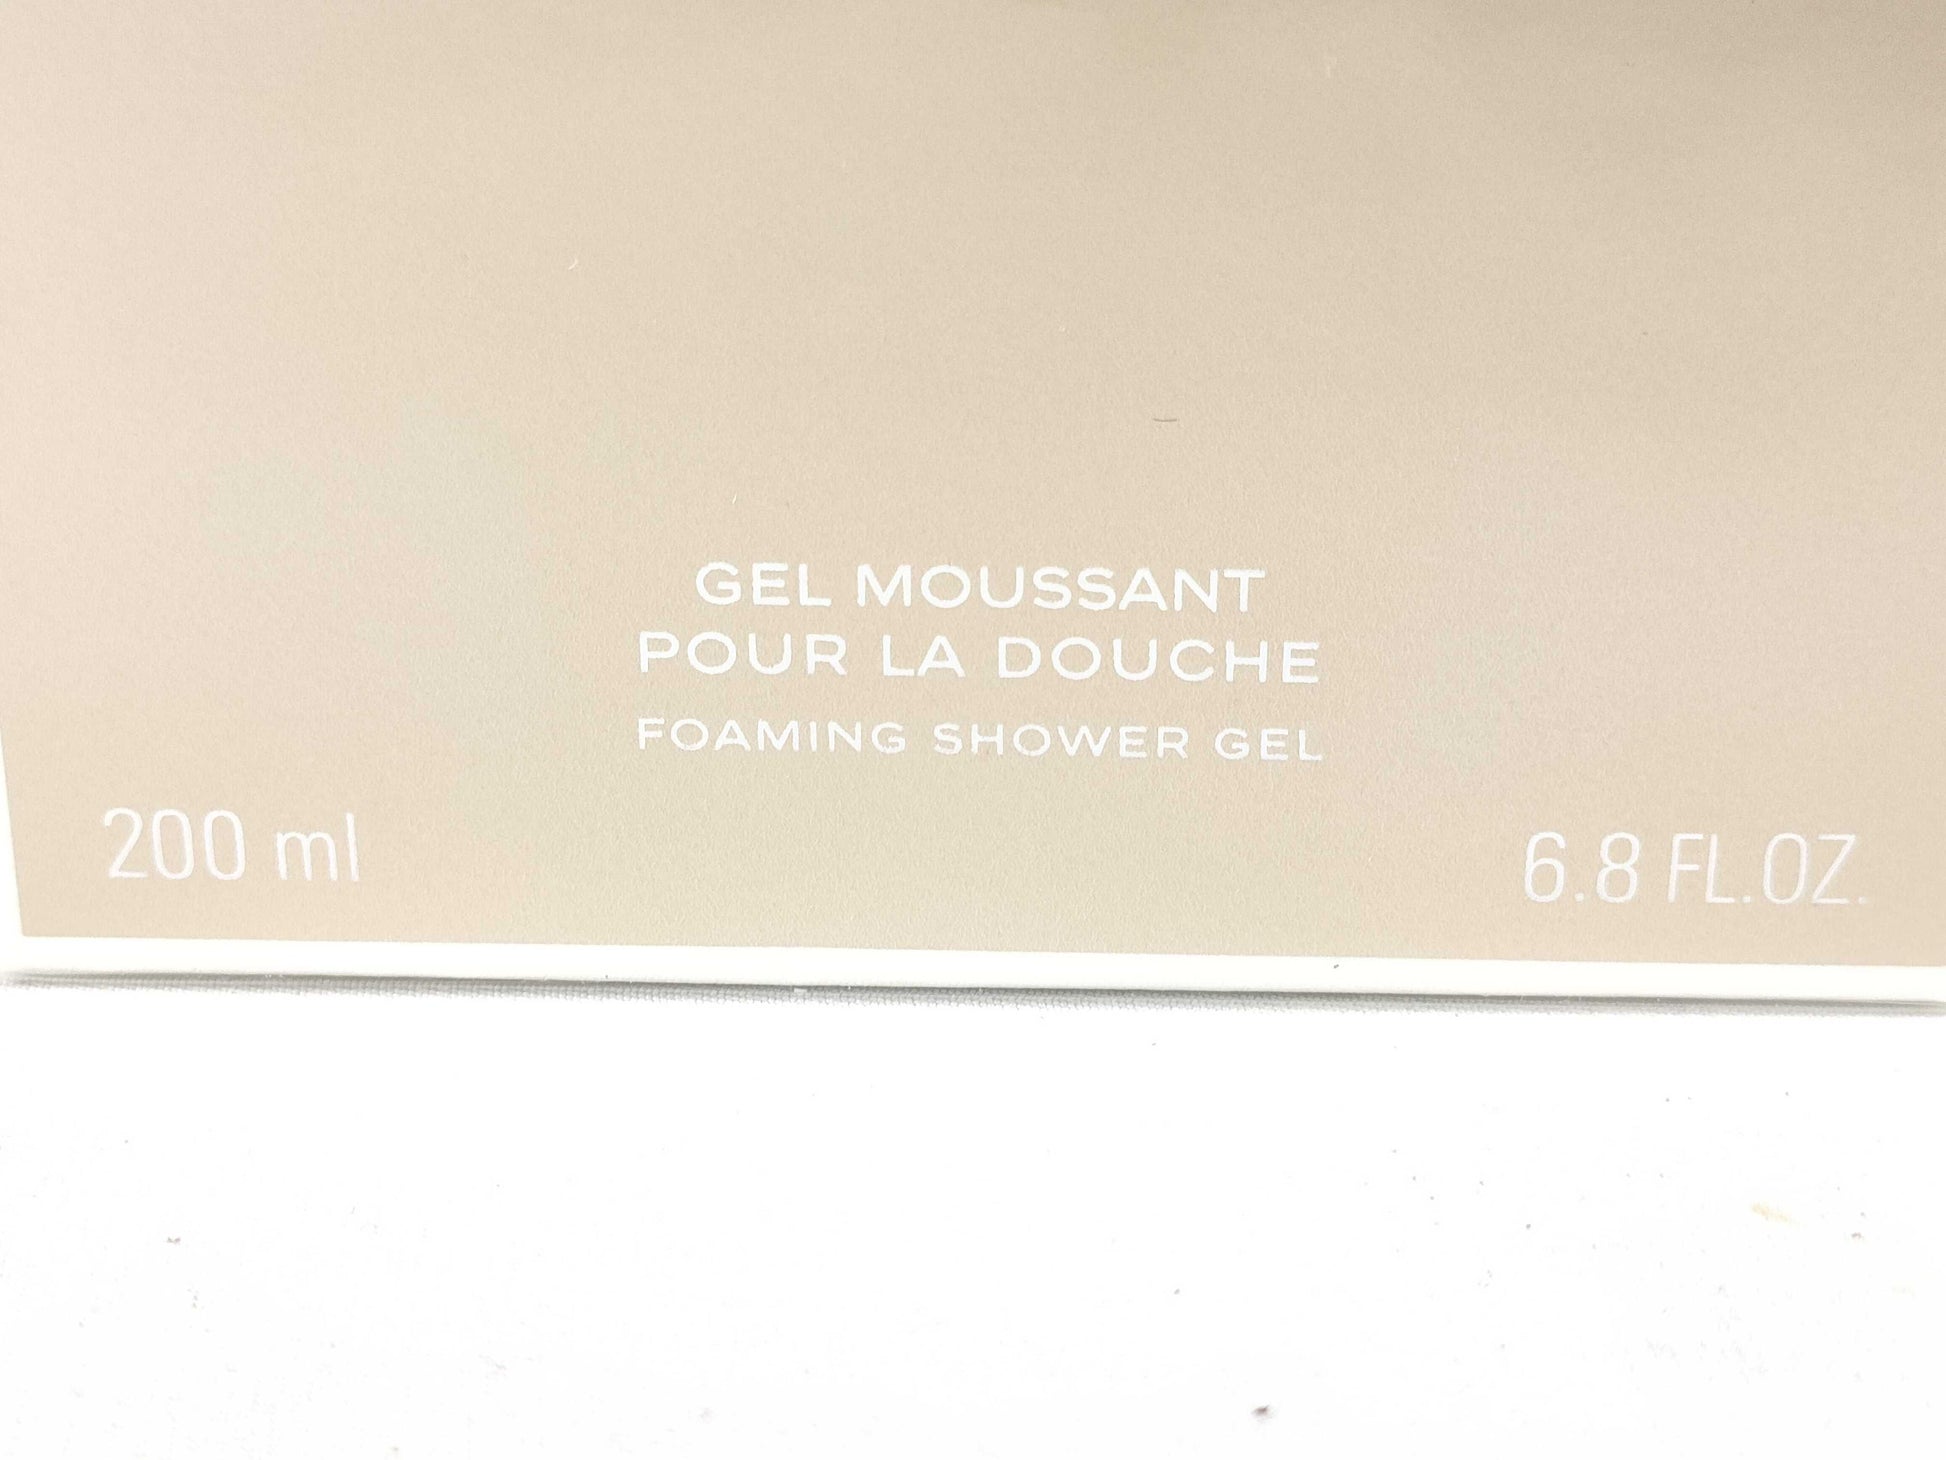 GEL MOUSSANT
POUR LA DOUCHE
FOAMING SHOWER GEL
200 ml
6.8 FL.OZ.